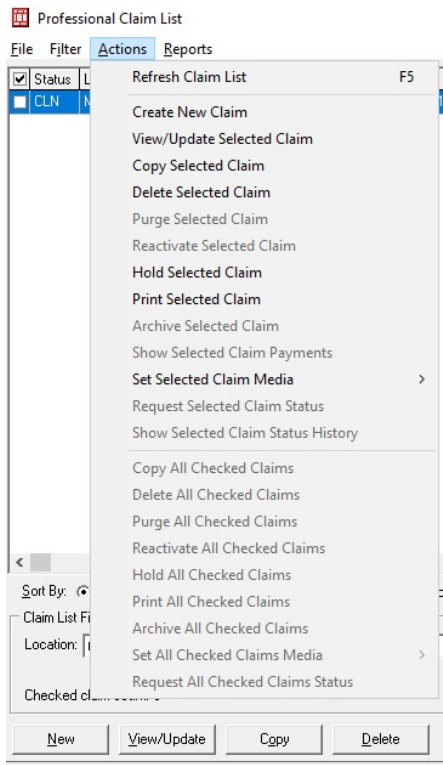 Professional Claim List
File Filter Actions Reports
Status
Refresh Claim List F5
CLN
Create New Claim
View/Update Selected Claim
Copy Selected Claim
Delete Selected Claim
Purge Selected Claim
Reactivate Selected Claim
Hold Selected Claim
Print Selected Claim
Archive Selected Claim
Show Selected Claim Payments
Set Selected Claim Media >
Request Selected Claim Status
Show Selected Claim Status History
Copy All Checked Claims
Delete All Checked Claims
Purge All Checked Claims
Reactivate All Checked Claims
Hold All Checked Claims
Print All Checked Claims
Archive All Checked Claims
Set All Checked Claims Media >
Request All Checked Claims Status
Sort By:
Claim List Fi
Location:
Checked
New View/Update Copy Delete